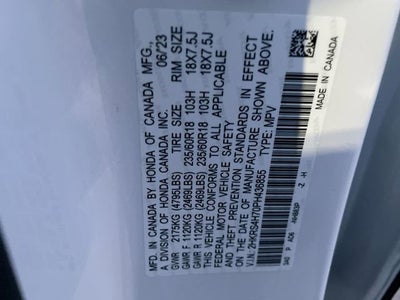 MFD. IN CANADA BY HONDA OF CANADA MFG., 06/23
A DIVISION OF HONDA CANADA INC.
TIRE SIZE RIM SIZE
GVWR 2175KG (4795LBS)
GAWR F 1120KG (2469LBS) 235/60R18 103H 18X7.5J
GAWR R 1120KG (2469LBS) 235/60R18 103H 18X7.5J
THIS VEHICLE CONFORMS TO ALL APPLICABLE
FEDERAL MOTOR VEHICLE SAFETY
AND THEFT PREVENTION STANDARDS IN EFFECT
ON THE DATE OF MANUFACTURE SHOWN ABOVE.
V.I.N.: TYPE: MPV
MADE IN CANADA